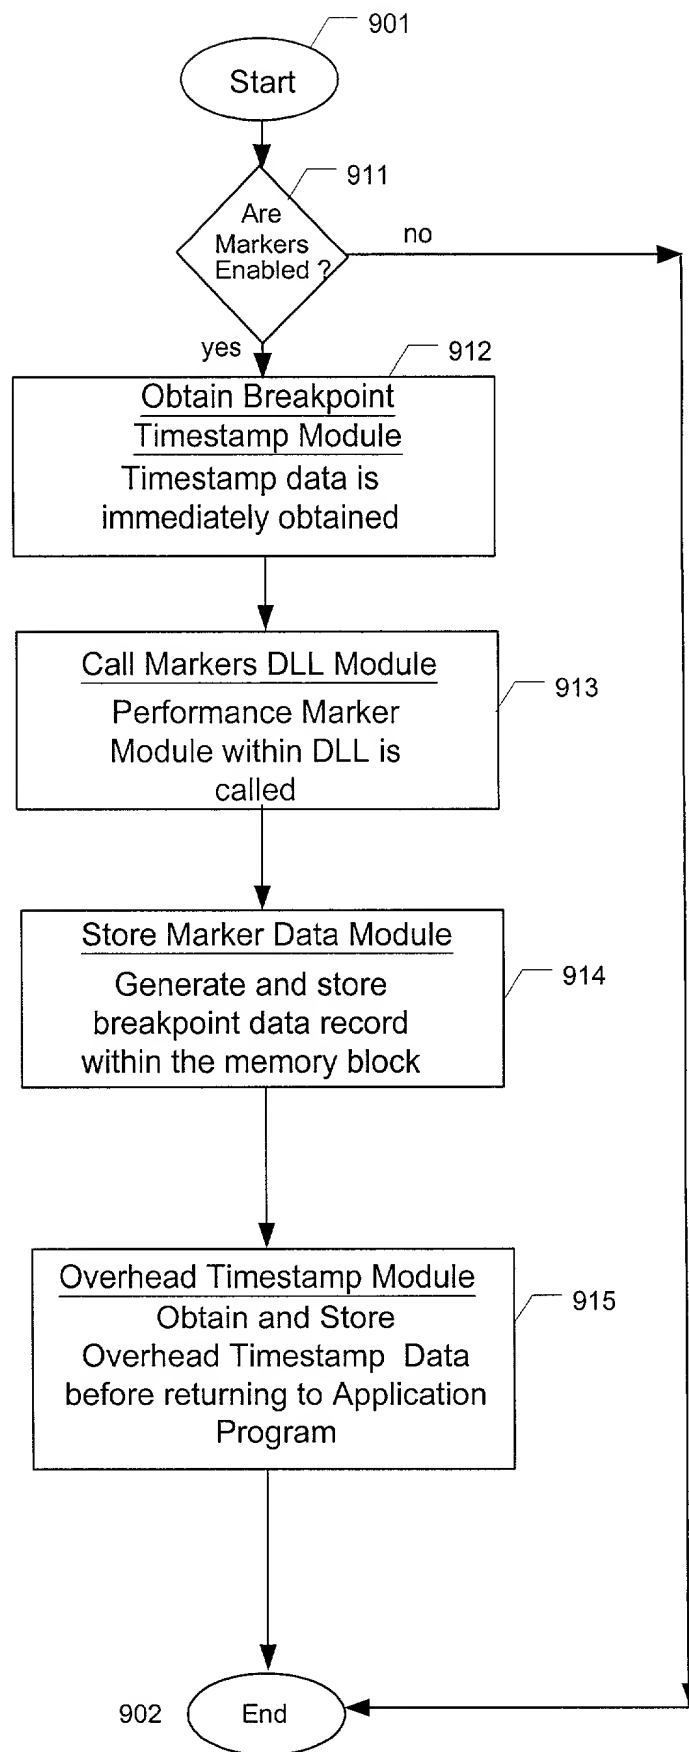 901
Start
911
Are
Markers
Enabled ?
no
yes
912
Obtain Breakpoint
Timestamp Module
Timestamp data is
immediately obtained
Call Markers DLL Module
913
Performance Marker
Module within DLL is
called
Store Marker Data Module
914
Generate and store
breakpoint data record
within the memory block
Overhead Timestamp Module
915
Obtain and Store
Overhead Timestamp Data
before returning to Application
Program
902
End